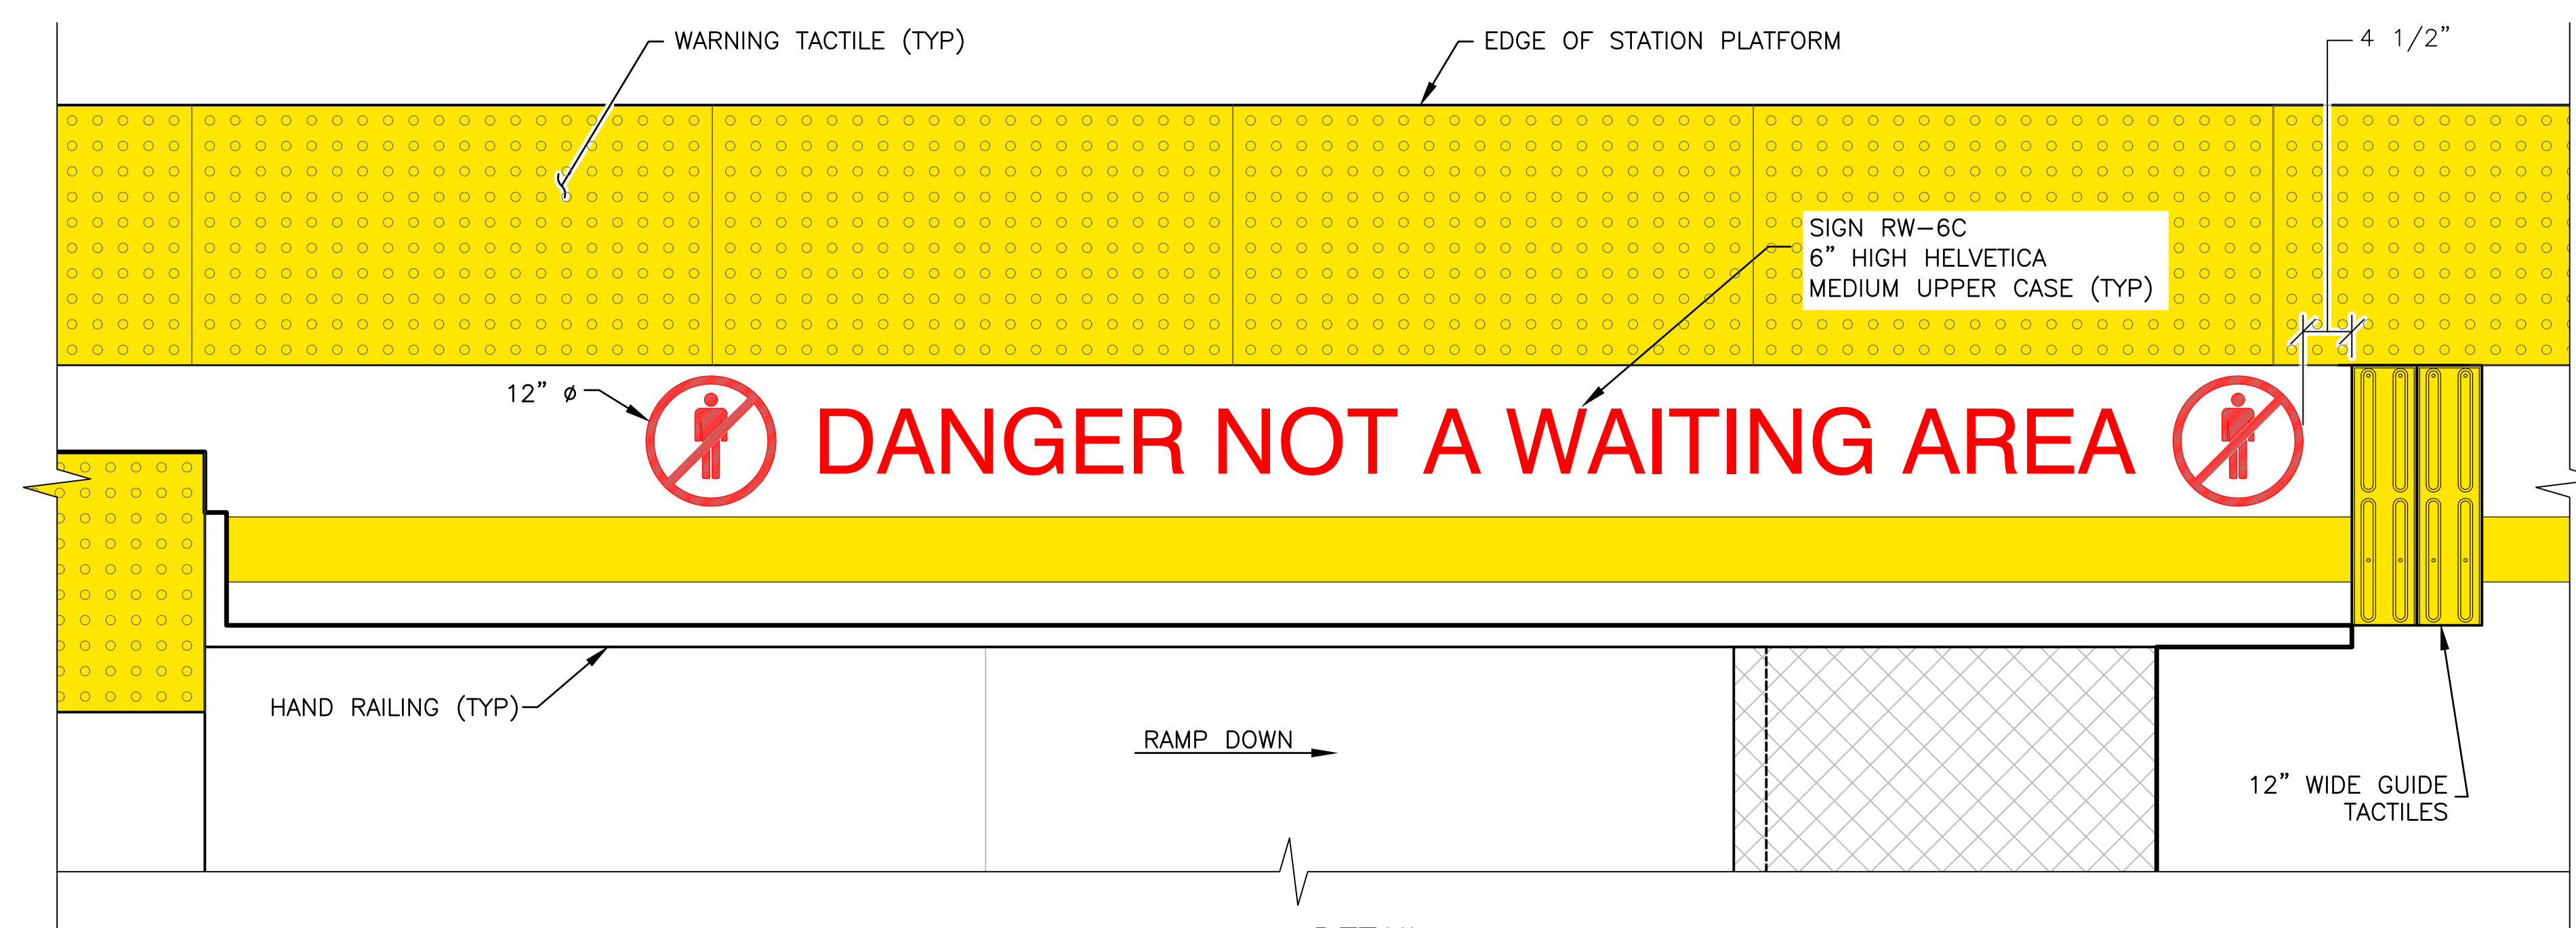 WARNING TACTILE (TYP)
EDGE OF STATION PLATFORM
4 1/2”
SIGN RW-6C
6” HIGH HELVETICA
MEDIUM UPPER CASE (TYP)
12” ø
DANGER NOT A WAITING AREA
HAND RAILING (TYP)
RAMP DOWN
12” WIDE GUIDE
TACTILES